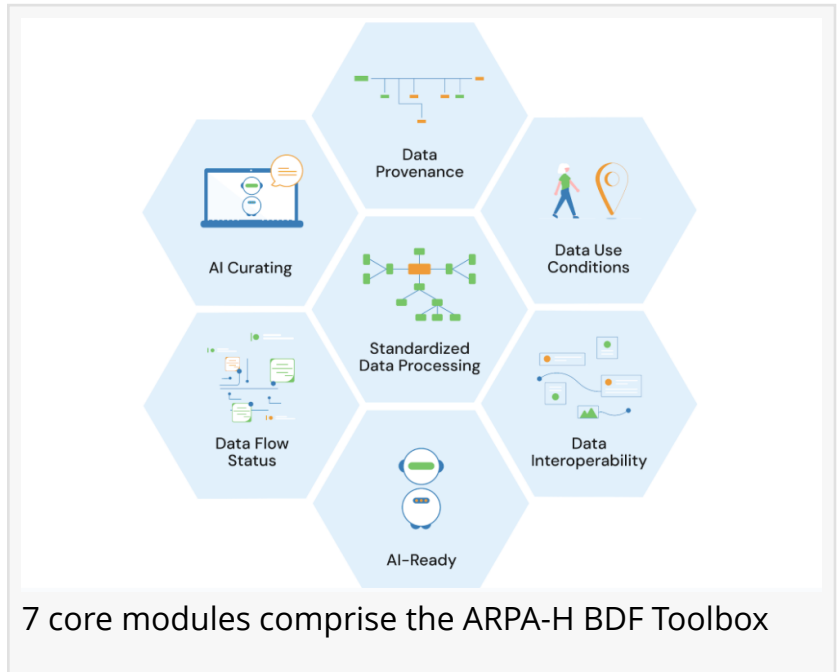 Data
Provenance
AI Curating
Data Use
Conditions
Standardized
Data Processing
Data Flow
Status
Data
Interoperability
AI-Ready
7 core modules comprise the ARPA-H BDF Toolbox